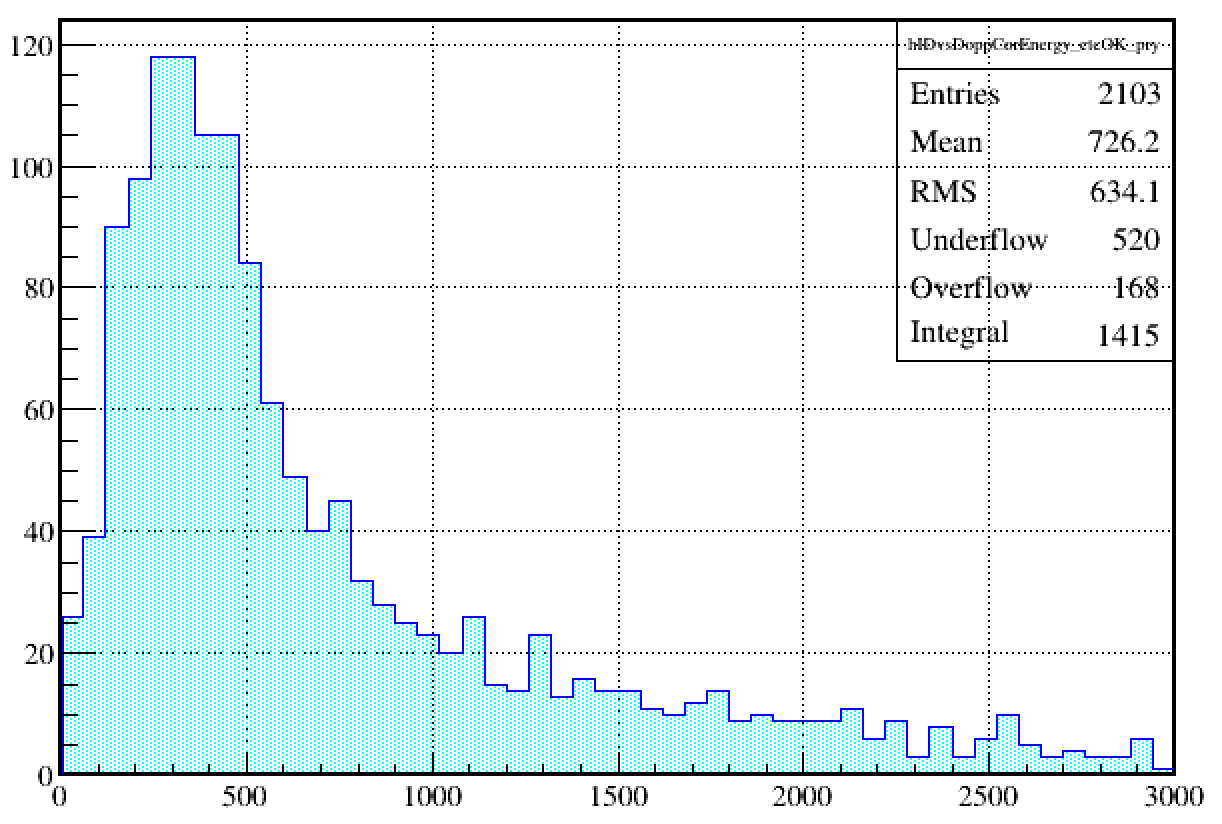 120
100
80
60
40
20
0
0 500 1000 1500 2000 2500 3000
hIDvsDoppCorEnergy_etcOK_pry
Entries 2103
Mean 726.2
RMS 634.1
Underflow 520
Overflow 168
Integral 1415